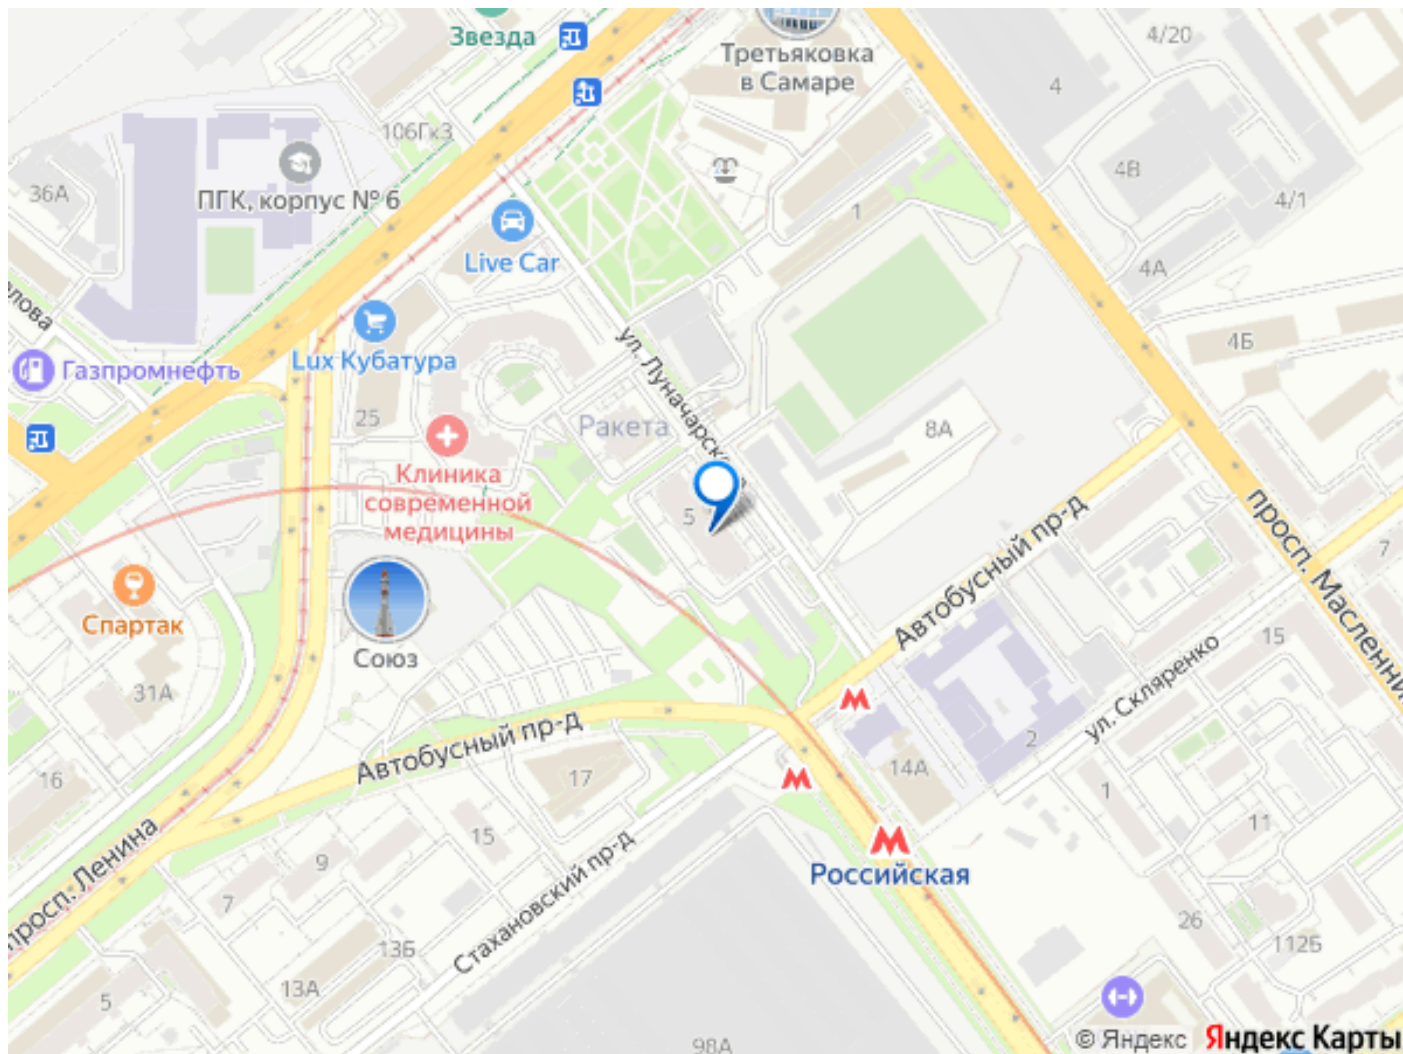 Звезда
4/20
Третьяковка
в Самаре
4
106Гк3
4В
36А
ПГК, корпус № 6
4/1
1
Live Car
4А
елова
Lux Кубатура
ул. Луначарск
4Б
Газпромнефть
25
Ракета
8А
Клиника
современной
медицины
5
просп. Масленни
7
Автобусный пр-д
Спартак
Союз
15
31А
ул. Скляренко
Автобусный пр-д
2
16
17
14А
1
15
11
просп. Ленина
9
Стахановский пр-д
Российская
7
26
13Б
112Б
5
13А
98А
© Яндекс Яндекс Карты